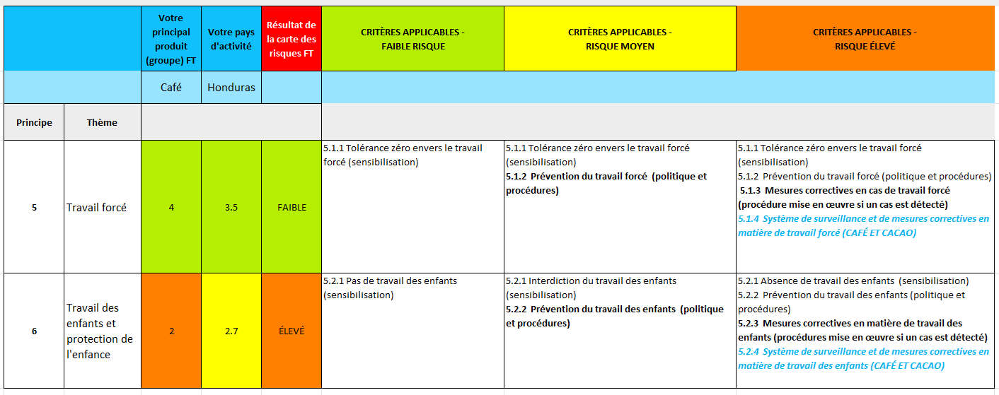 Votre
principal
produit
(groupe) FT
Votre pays
d'activité
Résultat de
la carte des
risques FT
CRITÈRES APPLICABLES -
FAIBLE RISQUE
CRITÈRES APPLICABLES -
RISQUE MOYEN
CRITÈRES APPLICABLES -
RISQUE ÉLEVÉ
Café
Honduras
Principe
Thème
5
Travail forcé
4
3.5
FAIBLE
5.1.1 Tolérance zéro envers le travail
forcé (sensibilisation)
5.1.1 Tolérance zéro envers le travail forcé
(sensibilisation)
5.1.2 Prévention du travail forcé (politique et
procédures)
5.1.1 Tolérance zéro envers le travail forcé
(sensibilisation)
5.1.2 Prévention du travail forcé (politique et procédures)
5.1.3 Mesures correctives en cas de travail forcé
(procédure mise en œuvre si un cas est détecté)
5.1.4 Système de surveillance et de mesures correctives en
matière de travail forcé (CAFÉ ET CACAO)
6
Travail des
enfants et
protection de
l'enfance
2
2.7
ÉLEVÉ
5.2.1 Pas de travail des enfants
(sensibilisation)
5.2.1 Interdiction du travail des enfants
(sensibilisation)
5.2.2 Prévention du travail des enfants (politique
et procédures)
5.2.1 Absence de travail des enfants (sensibilisation)
5.2.2 Prévention du travail des enfants (politique et
procédures)
5.2.3 Mesures correctives en matière de travail des
enfants (procédures mise en œuvre si un cas est détecté)
5.2.4 Système de surveillance et de mesures correctives en
matière de travail des enfants (CAFÉ ET CACAO)